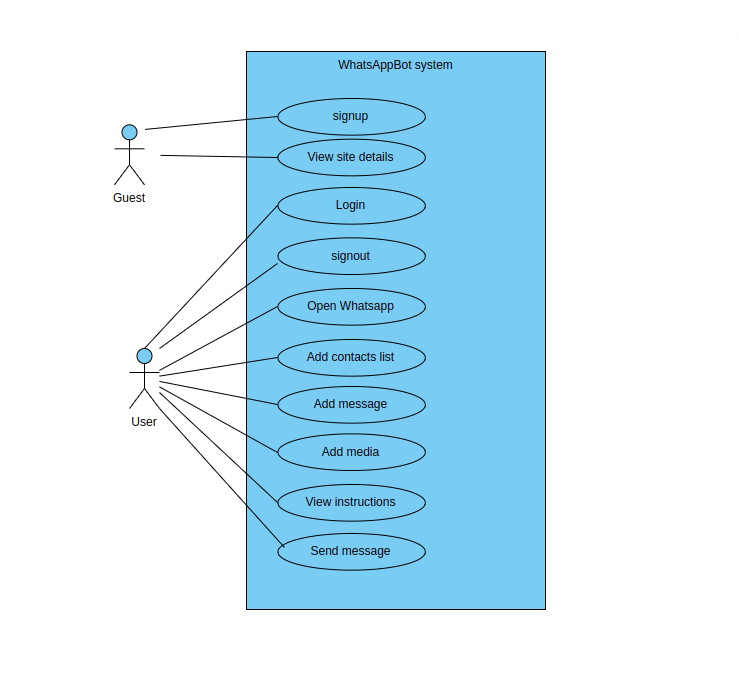 WhatsAppBot system
signup
View site details
Guest
Login
signout
Open Whatsapp
Add contacts list
Add message
User
Add media
View instructions
Send message